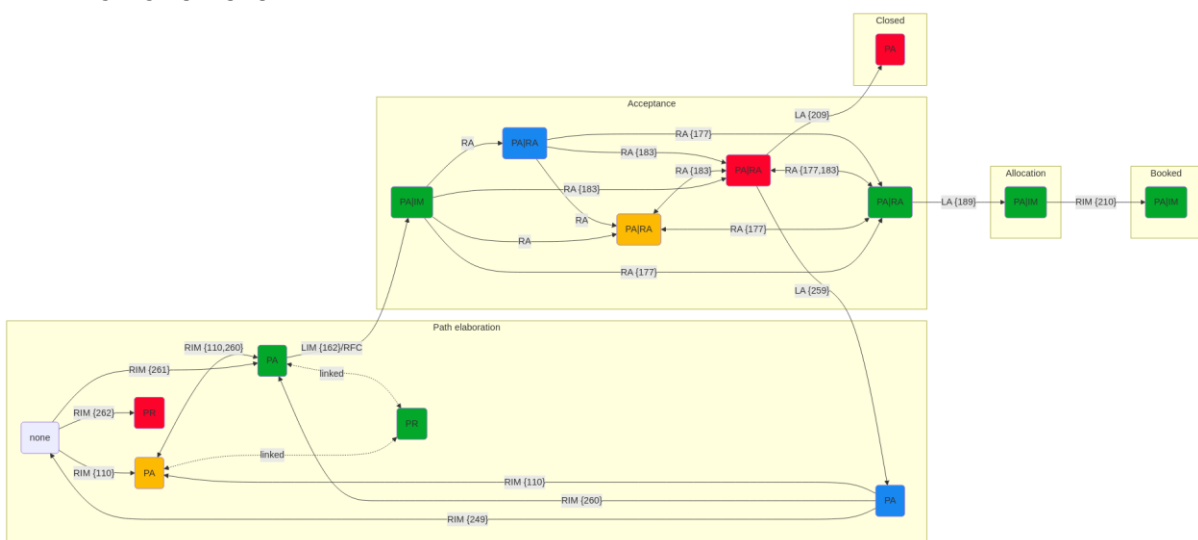 Closed
PA
Acceptance
LA {209}
RA
PA|RA
RA {177}
RA {183}
RA {183}
PA|RA
RA {177,183}
RA {183}
PA|IM
PA|RA
RA
PA|RA
RA {177}
RA
RA {177}
LA {189}
Allocation
PA|IM
RIM {210}
Booked
PA|IM
LA {259}
Path elaboration
RIM {110,260}
PA
LIM {162}/RFC
RIM {261}
linked
RIM {262}
PR
PR
none
linked
RIM {110}
PA
RIM {110}
RIM {260}
PA
RIM {249}